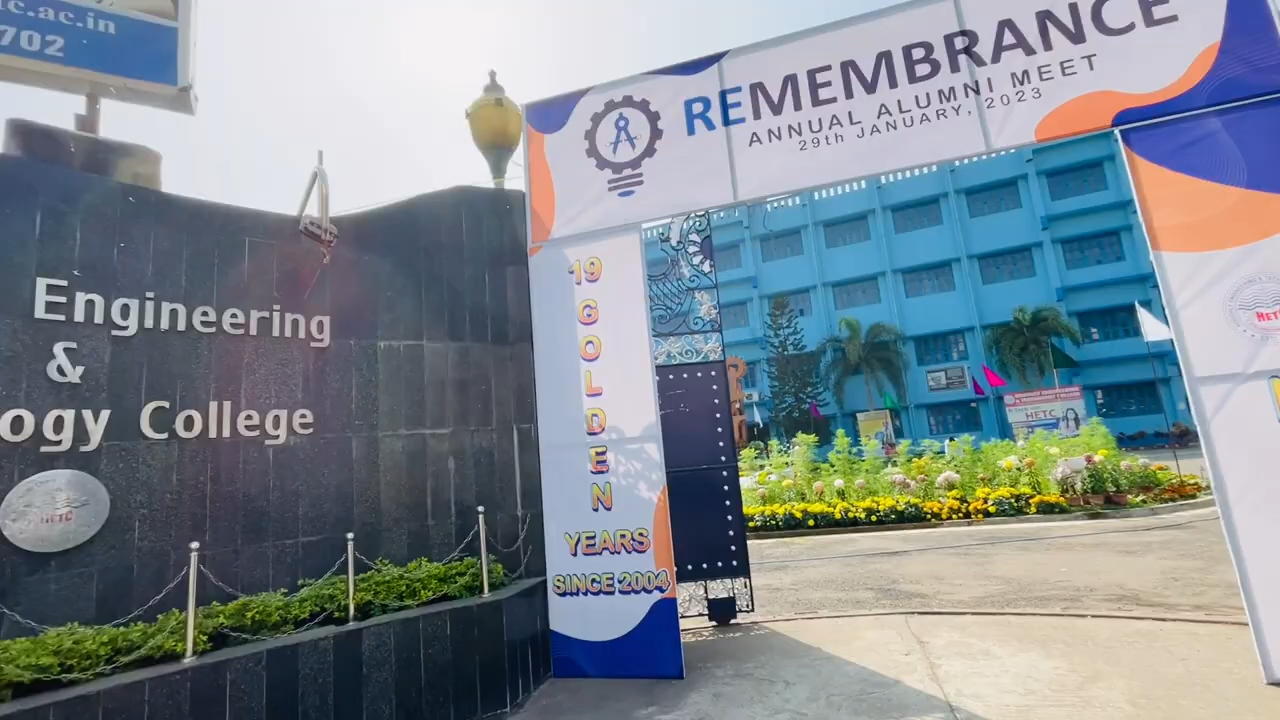 c.ac.in
702
Engineering
&
ogy College
HETC
REMEMBRANCE
ANNUAL ALUMNI MEET
29th JANUARY, 2023
19
GOLDEN
YEARS
SINCE 2004
HETC
HETC